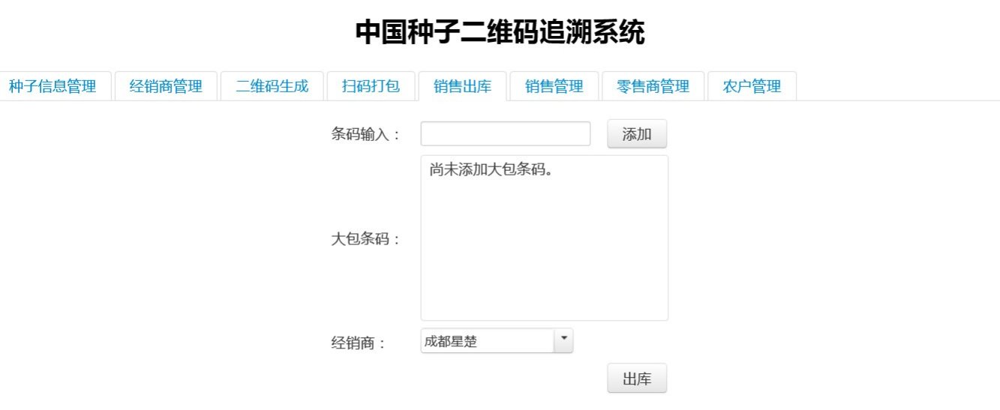 中国种子二维码追溯系统
种子信息管理 经销商管理 二维码生成 扫码打包 销售出库 销售管理 零售商管理 农户管理
条码输入： 添加
尚未添加大包条码。
大包条码：
经销商： 成都星楚
出库